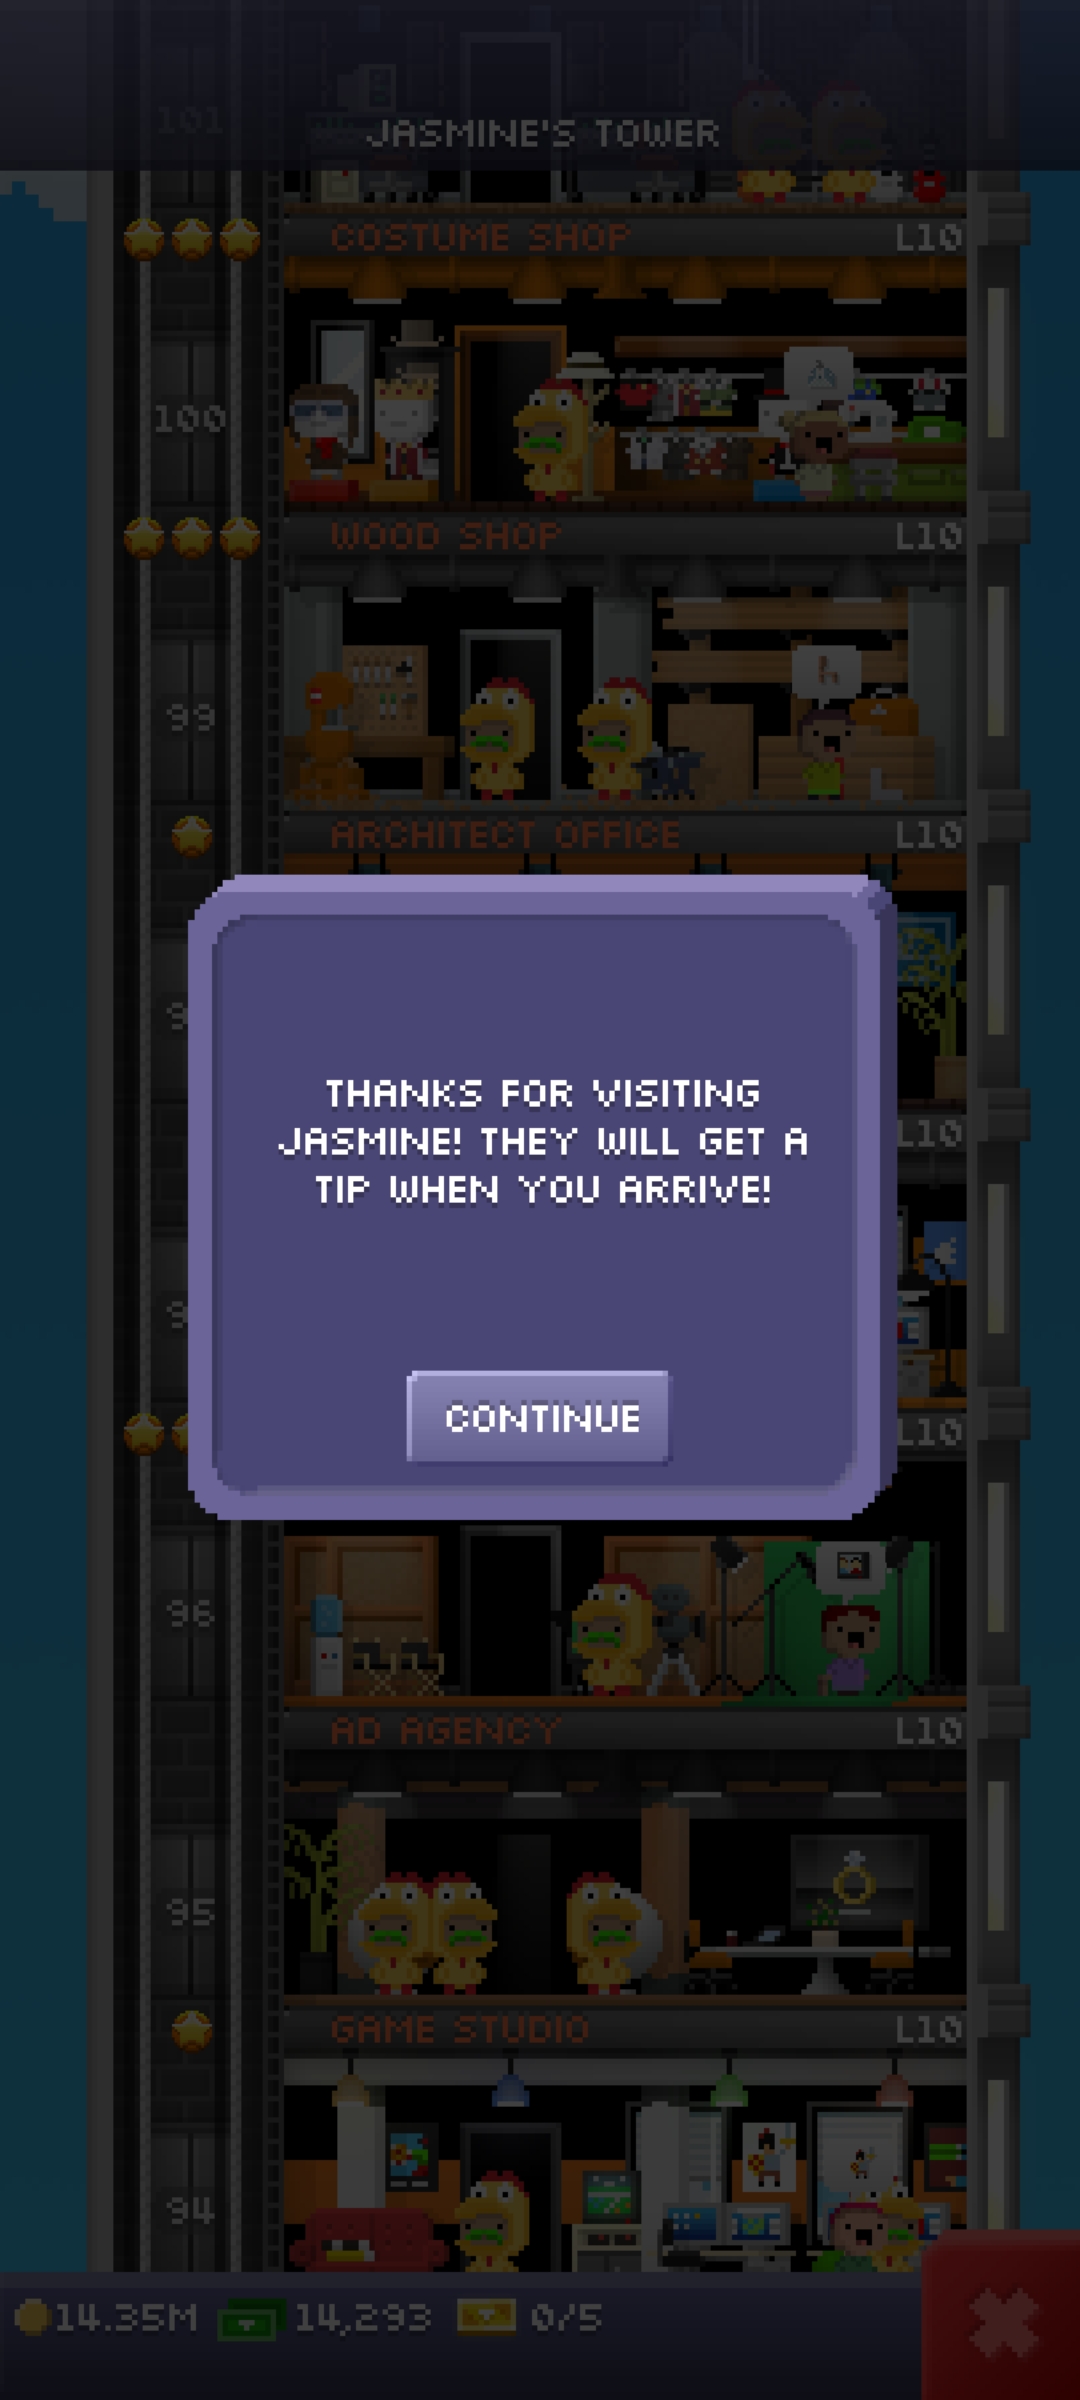 101
JASMINE'S TOWER
COSTUME SHOP L10
100
WOOD SHOP L10
99
ARCHITECT OFFICE L10
THANKS FOR VISITING
JASMINE! THEY WILL GET A
TIP WHEN YOU ARRIVE!
L10
CONTINUE
L10
96
AD AGENCY L10
95
GAME STUDIO L10
94
14.35M 14,293 0/5